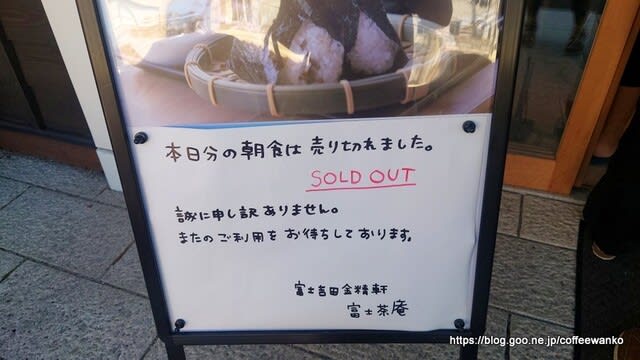 本日分の朝食は売り切れました。
SOLD OUT
誠に申し訳ありません。
またのご利用をお待ちしております。
富士吉田金精軒
富士茶庵
https://blog.goo.ne.jp/coffeewanko